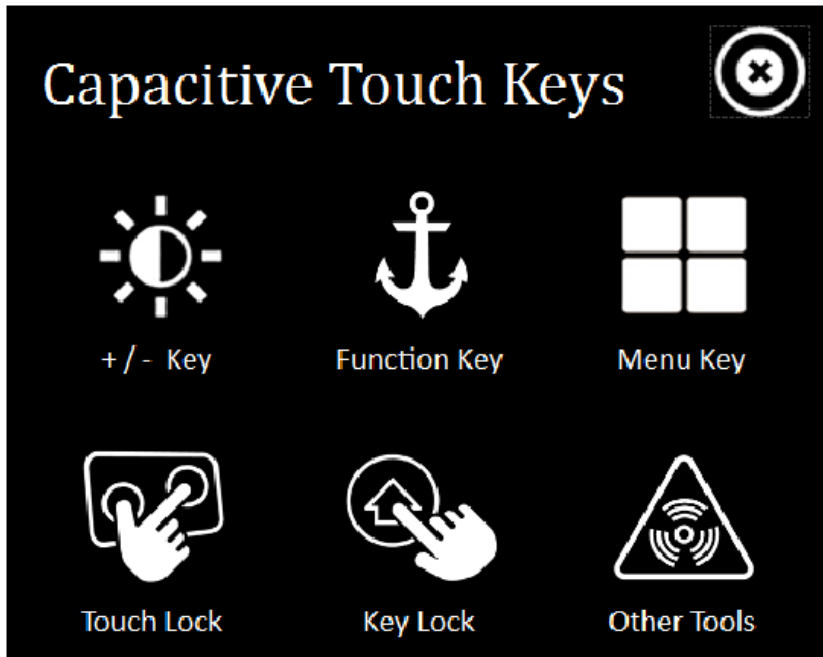 Capacitive Touch Keys
+ / - Key
Function Key
Menu Key
Touch Lock
Key Lock
Other Tools